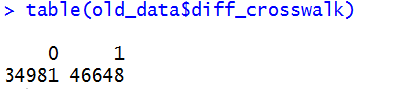 > table(old_data$diff_crosswalk)
0 1
34981 46648